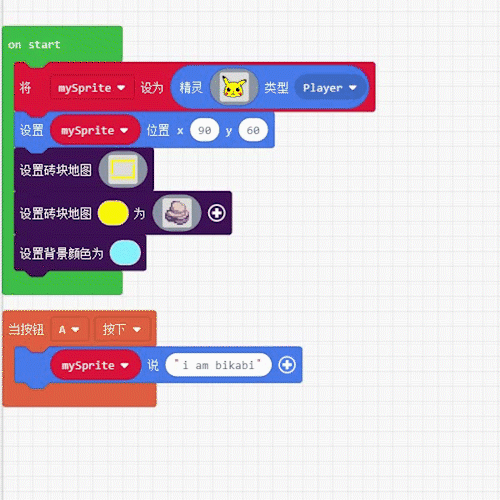 on start
将 mySprite 设为 精灵 类型 Player
设置 mySprite 位置 x 90 y 60
设置砖块地图
设置砖块地图 为
设置背景颜色为
当按钮 A 按下
mySprite 说 "i am bikabi"